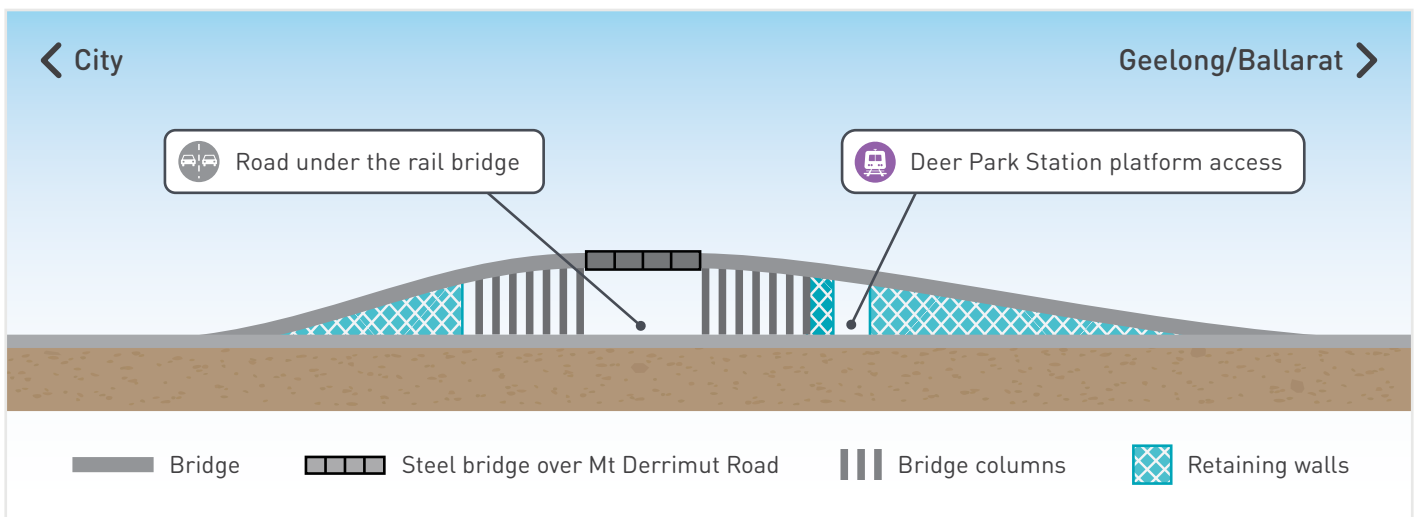 City
Geelong/Ballarat
Road under the rail bridge
Deer Park Station platform access
Bridge
Steel bridge over Mt Derrimut Road
Bridge columns
Retaining walls